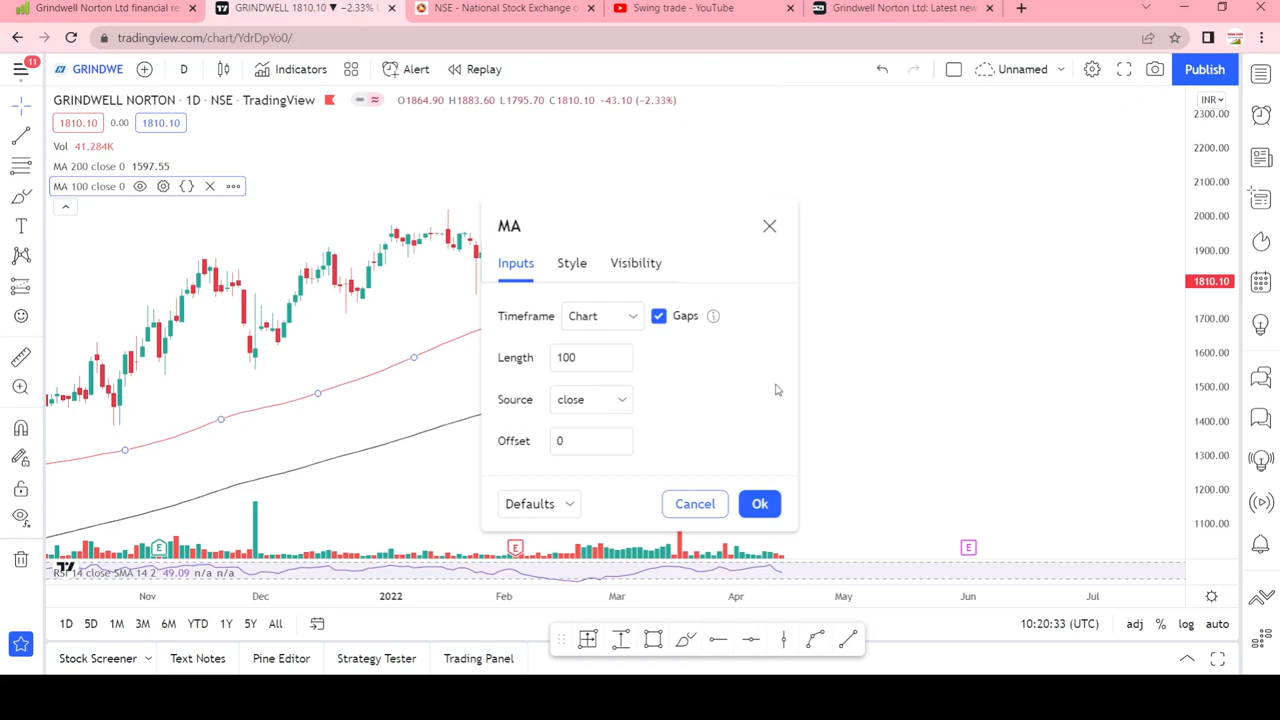 Grindwell Norton Ltd financial re
GRINDWELL 1810.10 ▼ −2.33% U
NSE - National Stock Exchange o
Swing trade - YouTube
Grindwell Norton Ltd: Latest new
tradingview.com/chart/YdrDpYo0/
11
GRINDWE
D
Indicators
Alert
Replay
Unnamed
Publish
GRINDWELL NORTON · 1D · NSE · TradingView
O1864.90 H1883.60 L1795.70 C1810.10 −43.10 (−2.33%)
INR
1810.10 0.00 1810.10
Vol 41.284K
MA 200 close 0 1597.55
MA 100 close 0
2300.00
2200.00
2100.00
2000.00
1900.00
1810.10
1700.00
1600.00
1500.00
1400.00
1300.00
1200.00
1100.00
MA
Inputs Style Visibility
Timeframe Chart Gaps
Length 100
Source close
Offset 0
Defaults Cancel Ok
E E E
RSI 14 close SMA 14 2 49.09 n/a n/a
Nov Dec 2022 Feb Mar Apr May Jun Jul
1D 5D 1M 3M 6M YTD 1Y 5Y All
10:20:33 (UTC) adj % log auto
Stock Screener Text Notes Pine Editor Strategy Tester Trading Panel